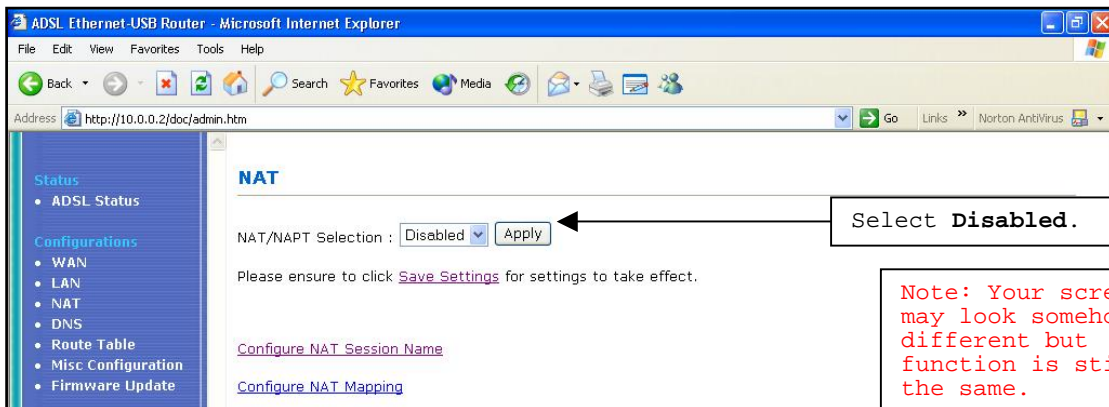 ADSL Ethernet-USB Router - Microsoft Internet Explorer
File Edit View Favorites Tools Help
Back Search Favorites Media
Address http://10.0.0.2/doc/admin.htm Go Links » Norton AntiVirus
Status
• ADSL Status
Configurations
• WAN
• LAN
• NAT
• DNS
• Route Table
• Misc Configuration
• Firmware Update
NAT
NAT/NAPT Selection : Disabled Apply
Please ensure to click Save Settings for settings to take effect.
Configure NAT Session Name
Configure NAT Mapping
Select Disabled.
Note: Your scre
may look someho
different but
function is sti
the same.